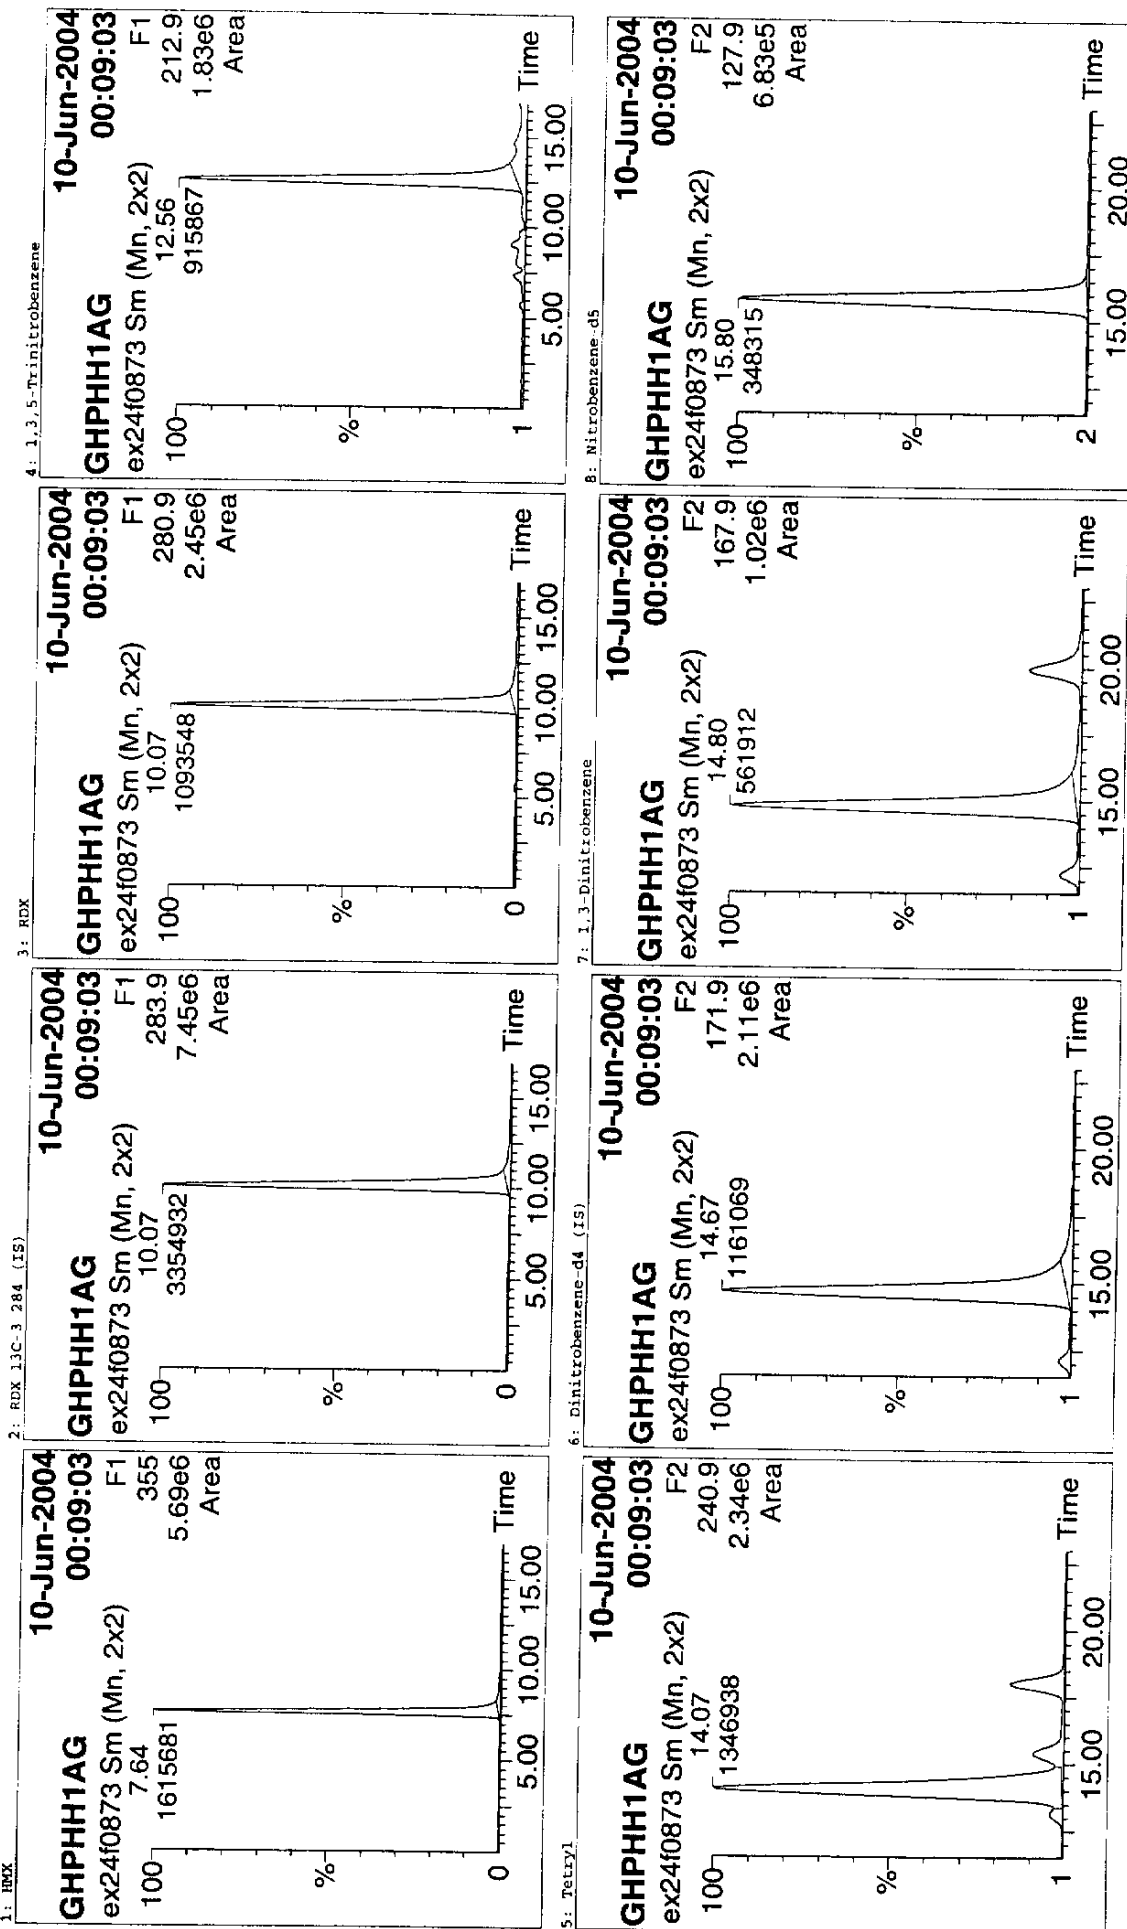 1: HMX
GHPHH1AG
10-Jun-2004
00:09:03
ex24f0873 Sm (Mn, 2x2)
F1
7.64
355
1615681
5.69e6
Area
100
%
0
5.00 10.00 15.00
Time
2: RDX 13C-3 284 (IS)
GHPHH1AG
10-Jun-2004
00:09:03
ex24f0873 Sm (Mn, 2x2)
F1
10.07
283.9
3354932
7.45e6
Area
100
%
0
5.00 10.00 15.00
Time
3: RDX
GHPHH1AG
10-Jun-2004
00:09:03
ex24f0873 Sm (Mn, 2x2)
F1
10.07
280.9
1093548
2.45e6
Area
100
%
0
5.00 10.00 15.00
Time
4: 1,3,5-Trinitrobenzene
GHPHH1AG
10-Jun-2004
00:09:03
ex24f0873 Sm (Mn, 2x2)
F1
12.56
212.9
915867
1.83e6
Area
100
%
1
5.00 10.00 15.00
Time
5: Tetryl
GHPHH1AG
10-Jun-2004
00:09:03
ex24f0873 Sm (Mn, 2x2)
F2
14.07
240.9
1346938
2.34e6
Area
100
%
1
15.00 20.00
Time
6: Dinitrobenzene-d4 (IS)
GHPHH1AG
10-Jun-2004
00:09:03
ex24f0873 Sm (Mn, 2x2)
F2
14.67
171.9
1161069
2.11e6
Area
100
%
1
15.00 20.00
Time
7: 1,3-Dinitrobenzene
GHPHH1AG
10-Jun-2004
00:09:03
ex24f0873 Sm (Mn, 2x2)
F2
14.80
167.9
561912
1.02e6
Area
100
%
1
15.00 20.00
Time
8: Nitrobenzene-d5
GHPHH1AG
10-Jun-2004
00:09:03
ex24f0873 Sm (Mn, 2x2)
F2
15.80
127.9
348315
6.83e5
Area
100
%
2
15.00 20.00
Time